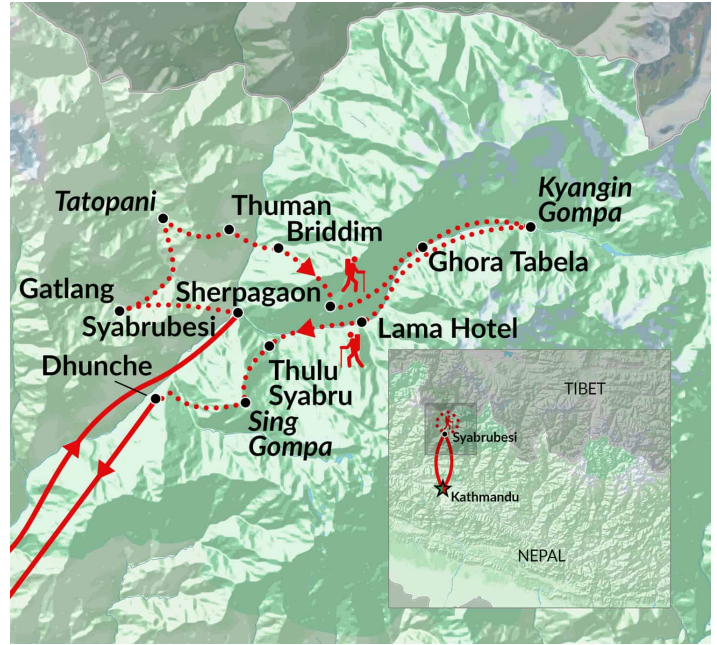 Tatopani
Thuman
Briddim
Kyangin
Gompa
Ghora Tabela
Gatlang
Sherpagaon
Syabrubesi
Lama Hotel
Dhunche
Thulu
Syabru
Sing
Gompa
TIBET
Syabrubesi
Kathmandu
NEPAL